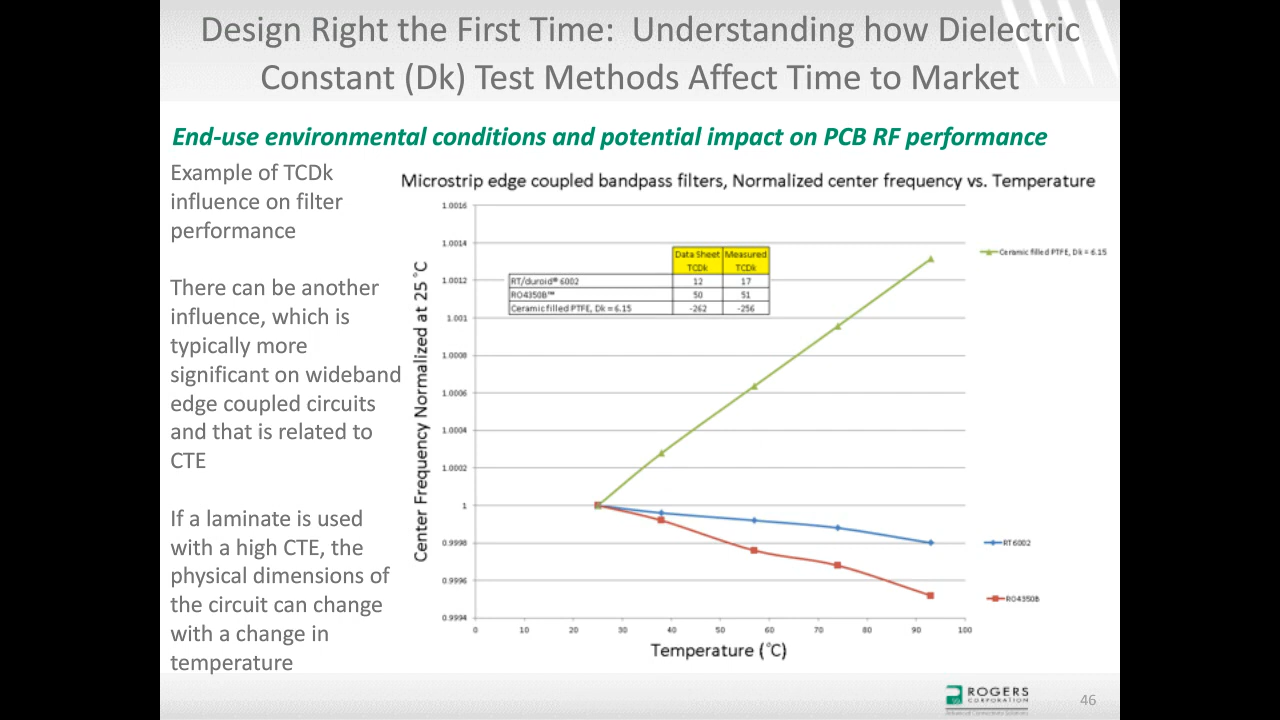 Design Right the First Time:  Understanding how Dielectric
Constant (Dk) Test Methods Affect Time to Market
End-use environmental conditions and potential impact on PCB RF performance
Example of TCDk
influence on filter
performance
There can be another
influence, which is
typically more
significant on wideband
edge coupled circuits
and that is related to
CTE
If a laminate is used
with a high CTE, the
physical dimensions of
the circuit can change
with a change in
temperature
Microstrip edge coupled bandpass filters, Normalized center frequency vs. Temperature
Center Frequency Normalized at 25 °C
1.0016
1.0014
1.0012
1.001
1.0008
1.0006
1.0004
1.0002
1
0.9998
0.9996
0.9994
Data Sheet TCDk Measured TCDk
RT/duroid® 6002 12 17
RO4350B™ 50 51
Ceramic filled PTFE, Dk = 6.15 -262 -256
Ceramic filled PTFE, Dk = 6.15
RT6002
RO4350B
0 10 20 30 40 50 60 70 80 90 100
Temperature (°C)
ROGERS
CORPORATION
Advanced Connectivity Solutions
46